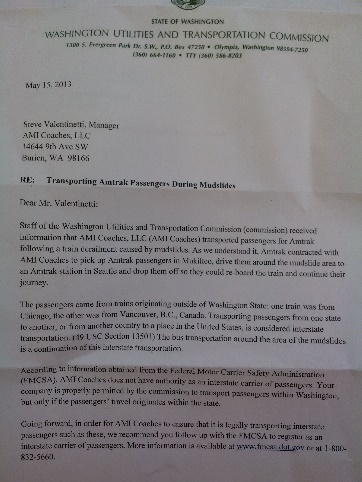 STATE OF WASHINGTON
WASHINGTON UTILITIES AND TRANSPORTATION COMMISSION
1300 S. Evergreen Park Dr. S.W., P.O. Box 47250 • Olympia, Washington 98504-7250
(360) 664-1160 • TTY (360) 586-8203
May 15, 2013
Steve Valentinetti, Manager
AMI Coaches, LLC
14644 9th Ave SW
Burien, WA 98166
RE: Transporting Amtrak Passengers During Mudslides
Dear Mr. Valentinetti:
Staff of the Washington Utilities and Transportation Commission (commission) received
information that AMI Coaches, LLC (AMI Coaches) transported passengers for Amtrak
following a train derailment caused by mudslides. As we understand it, Amtrak contracted with
AMI Coaches to pick up Amtrak passengers in Mukilteo, drive them around the mudslide area to
an Amtrak station in Seattle and drop them off so they could re-board the train and continue their
journey.
The passengers came from trains originating outside of Washington State; one train was from
Chicago, the other was from Vancouver, B.C., Canada. Transporting passengers from one state
to another, or from another country to a place in the United States, is considered interstate
transportation. (49 USC Section 13501) The bus transportation around the area of the mudslides
is a continuation of this interstate transportation.
According to information obtained from the Federal Motor Carrier Safety Administration
(FMCSA), AMI Coaches does not have authority as an interstate carrier of passengers. Your
company is properly permitted by the commission to transport passengers within Washington,
but only if the passengers' travel originates within the state.
Going forward, in order for AMI Coaches to ensure that it is legally transporting interstate
passengers such as these, we recommend you follow up with the FMCSA to register as an
interstate carrier of passengers. More information is available at www.fmcsa.dot.gov or at 1-800-
832-5660.